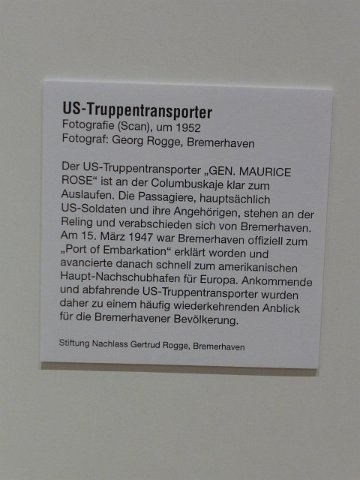 US-Truppentransporter
Fotografie (Scan), um 1952
Fotograf: Georg Rogge, Bremerhaven
Der US-Truppentransporter „GEN. MAURICE
ROSE“ ist an der Columbuskaje klar zum
Auslaufen. Die Passagiere, hauptsächlich
US-Soldaten und ihre Angehörigen, stehen an der
Reling und verabschieden sich von Bremerhaven.
Am 15. März 1947 war Bremerhaven offiziell zum
„Port of Embarkation“ erklärt worden und
avancierte danach schnell zum amerikanischen
Haupt-Nachschubhafen für Europa. Ankommende
und abfahrende US-Truppentransporter wurden
daher zu einem häufig wiederkehrenden Anblick
für die Bremerhavener Bevölkerung.
Stiftung Nachlass Gertrud Rogge, Bremerhaven